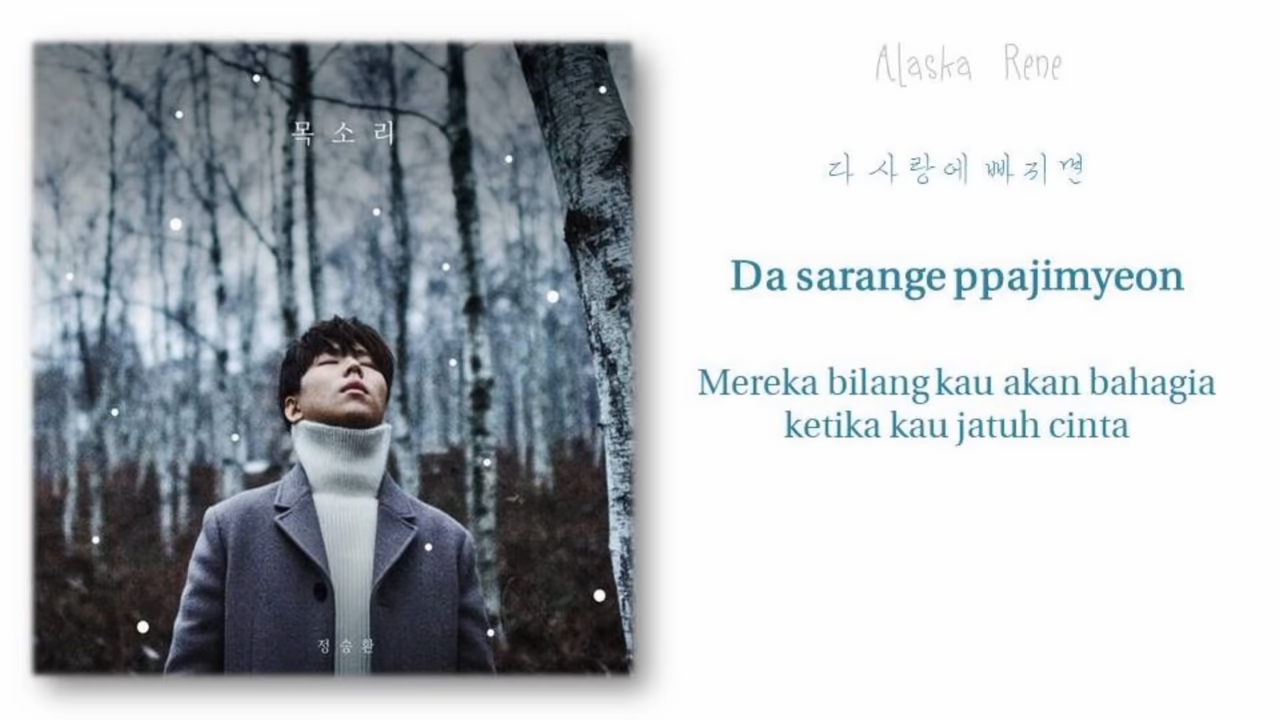 목소리
정승환
Alaska Rene
다 사랑에 빠지면
Da sarange ppajimyeon
Mereka bilang kau akan bahagia
ketika kau jatuh cinta